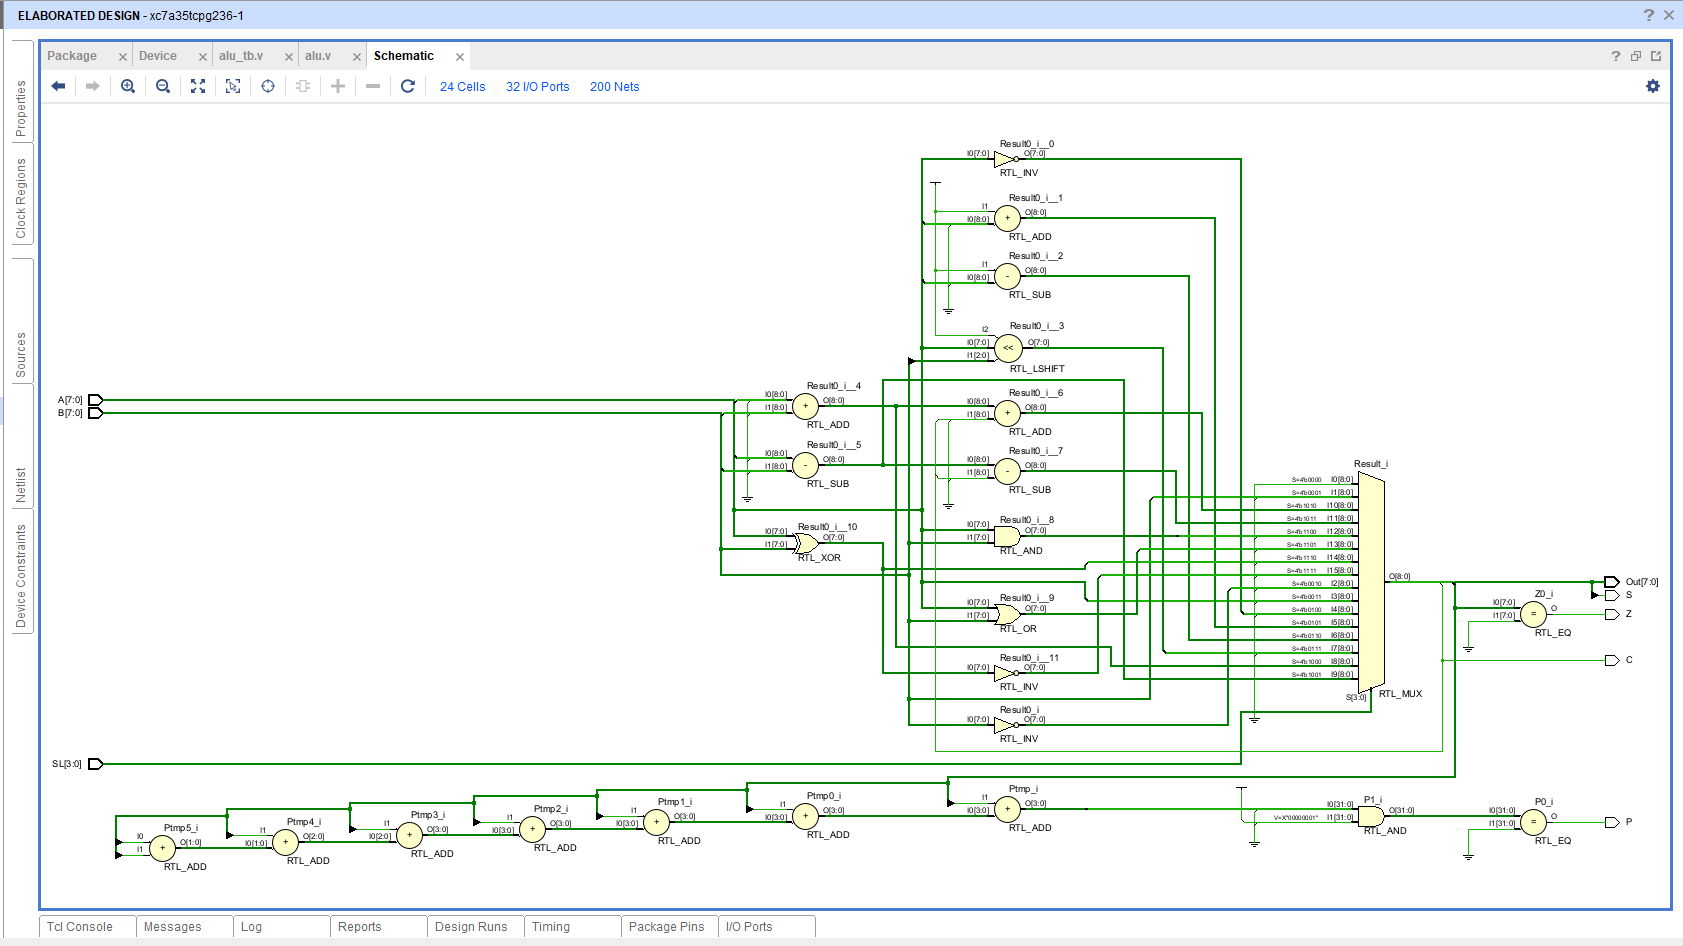 ELABORATED DESIGN - xc7a35tcpg236-1
Package
Device
alu_tb.v
alu.v
Schematic
24 Cells
32 I/O Ports
200 Nets
Properties
Clock Regions
Sources
Netlist
Device Constraints
Result0_i__0
I0[7:0]
O[7:0]
RTL_INV
Result0_i__1
I1
I0[8:0]
O[8:0]
+
RTL_ADD
Result0_i__2
I1
I0[8:0]
O[8:0]
-
RTL_SUB
Result0_i__3
I2
I0[7:0]
I1[2:0]
O[7:0]
<<
RTL_LSHIFT
A[7:0]
B[7:0]
Result0_i__4
I0[8:0]
I1[8:0]
O[8:0]
+
RTL_ADD
Result0_i__6
I0[8:0]
I1[8:0]
O[8:0]
+
RTL_ADD
Result0_i__5
I0[8:0]
I1[8:0]
O[8:0]
-
RTL_SUB
Result0_i__7
I0[8:0]
I1[8:0]
O[8:0]
-
RTL_SUB
Result0_i__10
I0[7:0]
I1[7:0]
O[7:0]
RTL_XOR
Result0_i__8
I0[7:0]
I1[7:0]
O[7:0]
RTL_AND
Result0_i__9
I0[7:0]
I1[7:0]
O[7:0]
RTL_OR
Result0_i__11
I0[7:0]
O[7:0]
RTL_INV
Result0_i
I0[7:0]
O[7:0]
RTL_INV
Result_i
S=4'b0000 I0[8:0]
S=4'b0001 I1[8:0]
S=4'b1010 I10[8:0]
S=4'b1011 I11[8:0]
S=4'b1100 I12[8:0]
S=4'b1101 I13[8:0]
S=4'b1110 I14[8:0]
S=4'b1111 I15[8:0]
S=4'b0010 I2[8:0]
S=4'b0011 I3[8:0]
S=4'b0100 I4[8:0]
S=4'b0101 I5[8:0]
S=4'b0110 I6[8:0]
S=4'b0111 I7[8:0]
S=4'b1000 I8[8:0]
S=4'b1001 I9[8:0]
S[3:0]
O[8:0]
RTL_MUX
Out[7:0]
S
Z0_i
I0[7:0]
I1[7:0]
O
=
RTL_EQ
Z
C
SL[3:0]
Ptmp5_i
I0
I1
O[1:0]
+
RTL_ADD
Ptmp4_i
I1
I0[1:0]
O[2:0]
+
RTL_ADD
Ptmp3_i
I1
I0[2:0]
O[3:0]
+
RTL_ADD
Ptmp2_i
I1
I0[3:0]
O[3:0]
+
RTL_ADD
Ptmp1_i
I1
I0[3:0]
O[3:0]
+
RTL_ADD
Ptmp0_i
I1
I0[3:0]
O[3:0]
+
RTL_ADD
Ptmp_i
I1
I0[3:0]
O[3:0]
+
RTL_ADD
P1_i
I0[31:0]
V=X"00000001" I1[31:0]
O[31:0]
RTL_AND
P0_i
I0[31:0]
I1[31:0]
O
=
RTL_EQ
P
Tcl Console
Messages
Log
Reports
Design Runs
Timing
Package Pins
I/O Ports